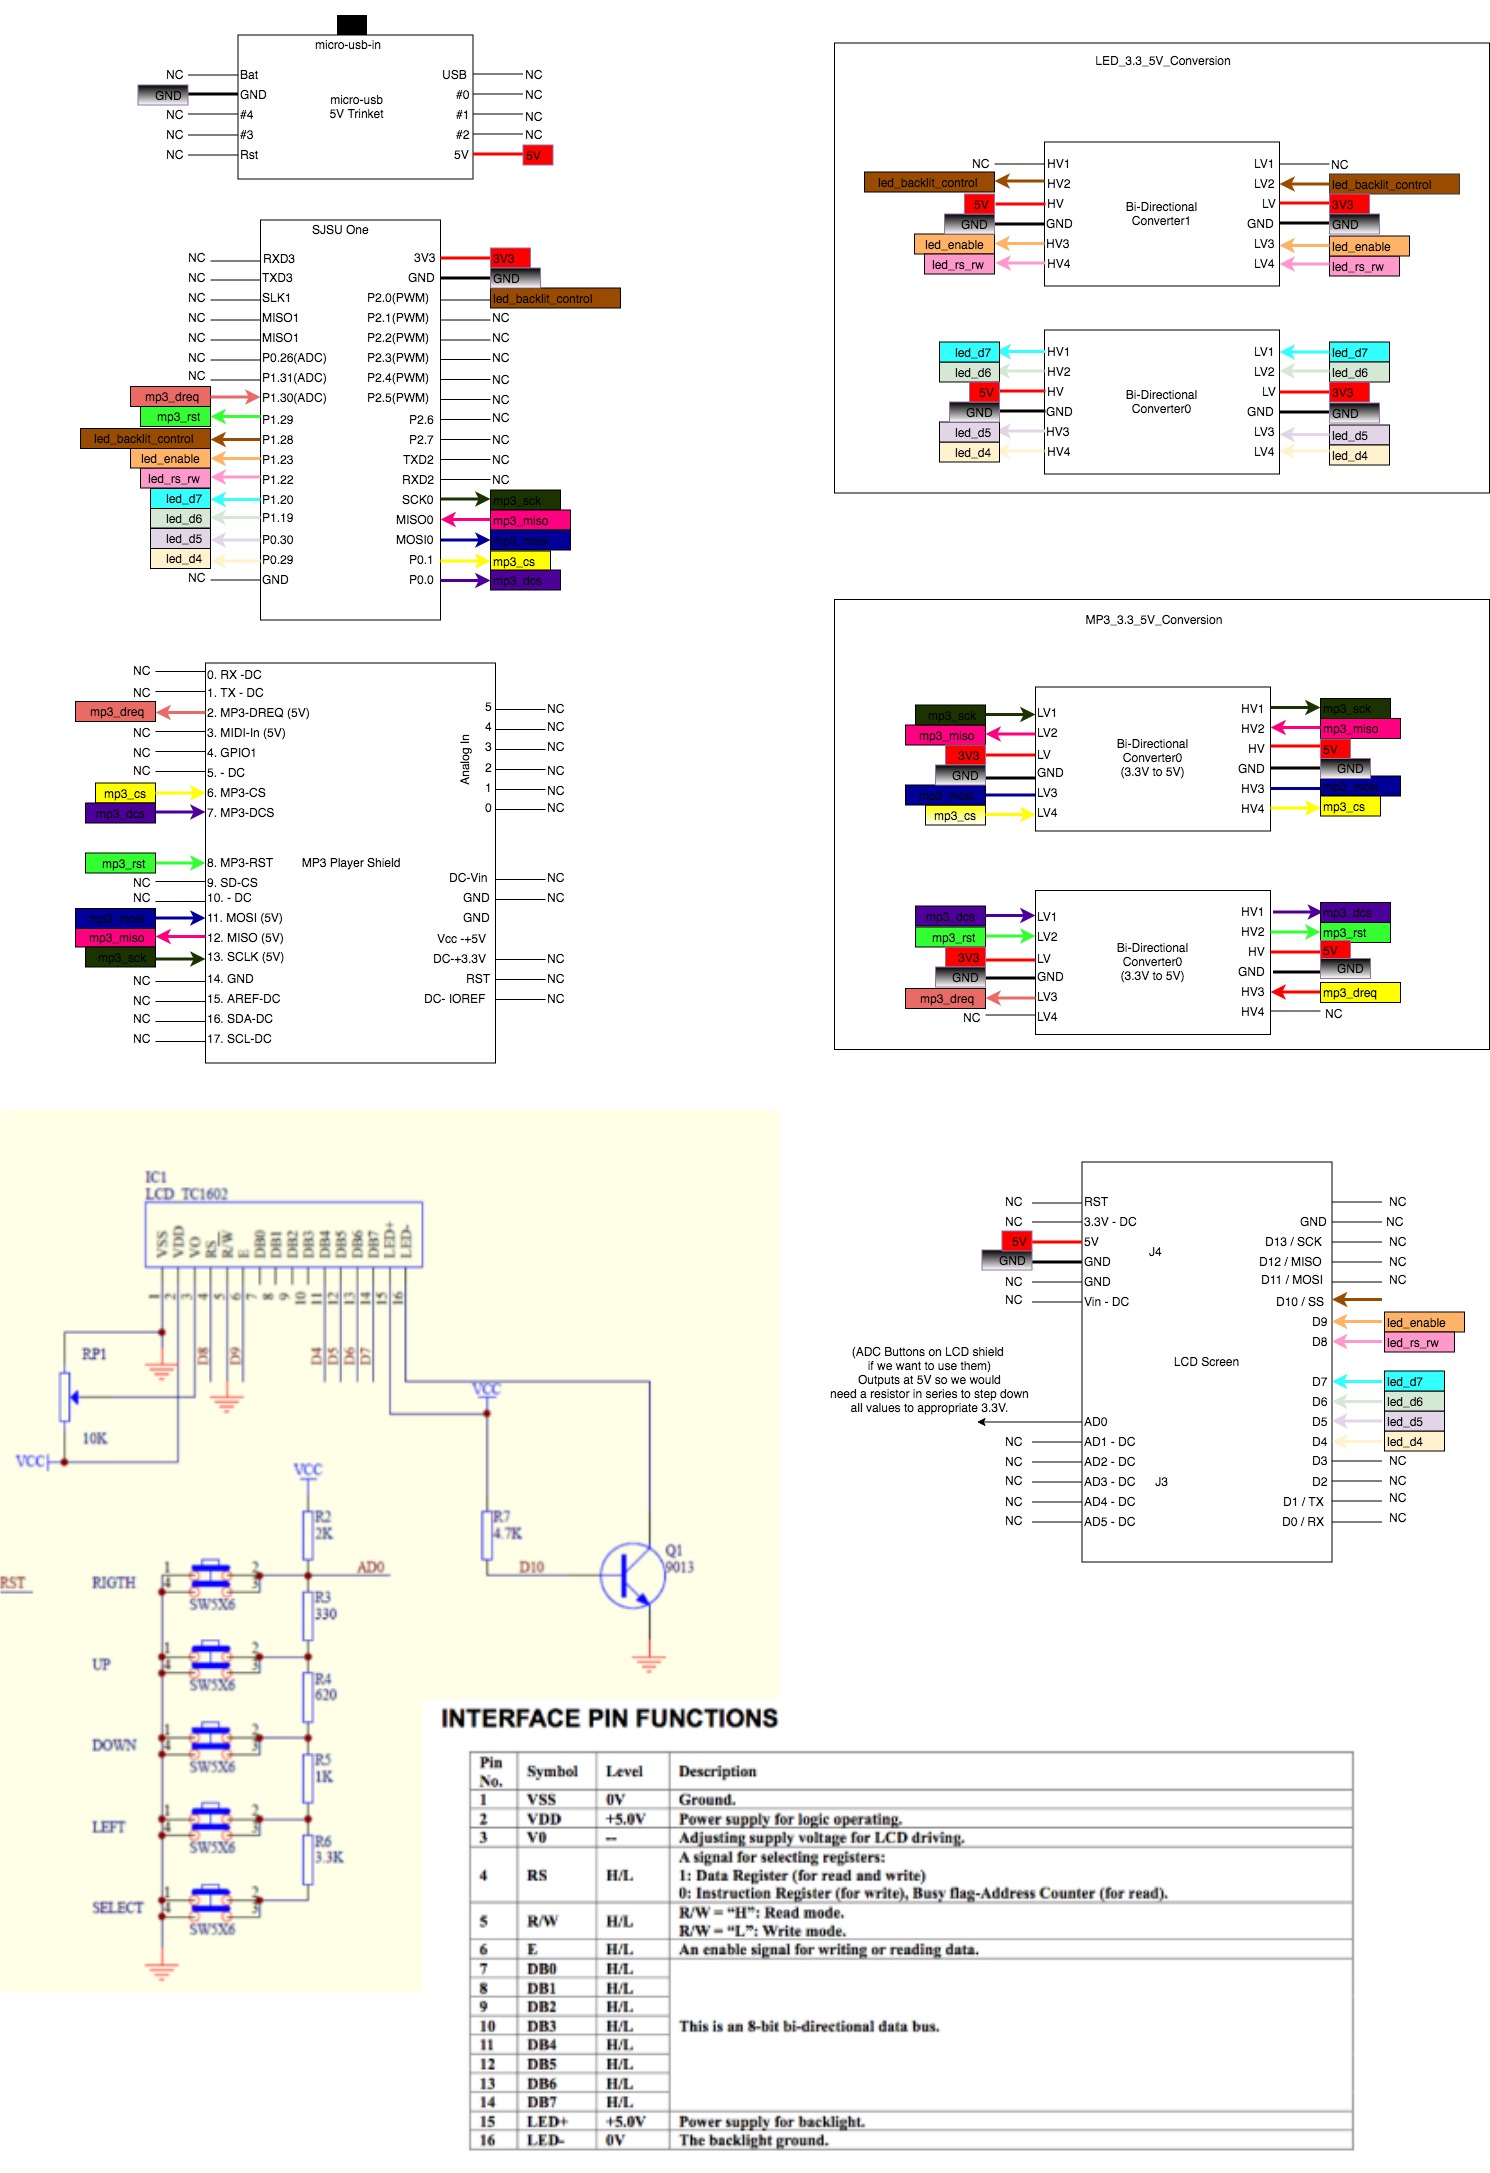 micro-usb-in
NC Bat USB NC
GND GND #0 NC
NC #4 #1 NC
NC #3 #2 NC
NC Rst 5V 5V
micro-usb
5V Trinket
SJSU One
NC RXD3 3V3 3V3
NC TXD3 GND GND
NC SLK1 P2.0(PWM) led_backlit_control
NC MISO1 P2.1(PWM) NC
NC MISO1 P2.2(PWM) NC
NC P0.26(ADC) P2.3(PWM) NC
NC P1.31(ADC) P2.4(PWM) NC
mp3_dreq P1.30(ADC) P2.5(PWM) NC
mp3_rst P1.29 P2.6 NC
led_backlit_control P1.28 P2.7 NC
led_enable P1.23 TXD2 NC
led_rs_rw P1.22 RXD2 NC
led_d7 P1.20 SCK0 mp3_sck
led_d6 P1.19 MISO0 mp3_miso
led_d5 P0.30 MOSI0 mp3_mosi
led_d4 P0.29 P0.1 mp3_cs
NC GND P0.0 mp3_dcs
NC 0. RX -DC
NC 1. TX - DC
mp3_dreq 2. MP3-DREQ (5V)
NC 3. MIDI-In (5V)
NC 4. GPIO1
NC 5. - DC
mp3_cs 6. MP3-CS
mp3_dcs 7. MP3-DCS
mp3_rst 8. MP3-RST
NC 9. SD-CS
NC 10. - DC
mp3_mosi 11. MOSI (5V)
mp3_miso 12. MISO (5V)
mp3_sck 13. SCLK (5V)
NC 14. GND
NC 15. AREF-DC
NC 16. SDA-DC
NC 17. SCL-DC
MP3 Player Shield
Analog In
5 NC
4 NC
3 NC
2 NC
1 NC
0 NC
DC-Vin NC
GND NC
GND
Vcc -+5V
DC-+3.3V NC
RST NC
DC- IOREF NC
LED_3.3_5V_Conversion
NC HV1 LV1 NC
led_backlit_control HV2 LV2 led_backlit_control
5V HV LV 3V3
GND GND GND GND
led_enable HV3 LV3 led_enable
led_rs_rw HV4 LV4 led_rs_rw
Bi-Directional
Converter1
led_d7 HV1 LV1 led_d7
led_d6 HV2 LV2 led_d6
5V HV LV 3V3
GND GND GND GND
led_d5 HV3 LV3 led_d5
led_d4 HV4 LV4 led_d4
Bi-Directional
Converter0
MP3_3.3_5V_Conversion
mp3_sck LV1 HV1 mp3_sck
mp3_miso LV2 HV2 mp3_miso
3V3 LV HV 5V
GND GND GND GND
mp3_mosi LV3 HV3 mp3_mosi
mp3_cs LV4 HV4 mp3_cs
Bi-Directional
Converter0
(3.3V to 5V)
mp3_dcs LV1 HV1 mp3_dcs
mp3_rst LV2 HV2 mp3_rst
3V3 LV HV 5V
GND GND GND GND
mp3_dreq LV3 HV3 mp3_dreq
NC LV4 HV4 NC
Bi-Directional
Converter0
(3.3V to 5V)
IC1
LCD TC1602
VSS VDD VO RS R/W E DB0 DB1 DB2 DB3 DB4 DB5 DB6 DB7 LED+ LED-
1 2 3 4 5 6 7 8 9 10 11 12 13 14 15 16
D8 D9 D4 D5 D6 D7
RP1
10K
VCC
VCC
VCC
R2
2K
R7
4.7K
D10
Q1
9013
AD0
RST
RIGTH 1 4 2 3 SW5X6
R3
330
UP 1 4 2 3 SW5X6
R4
620
DOWN 1 4 2 3 SW5X6
R5
1K
LEFT 1 4 2 3 SW5X6
R6
3.3K
SELECT 1 4 2 3 SW5X6
NC RST NC
NC 3.3V - DC GND NC
5V 5V D13 / SCK NC
GND GND D12 / MISO NC
NC GND D11 / MOSI NC
NC Vin - DC D10 / SS
J4
D9 led_enable
D8 led_rs_rw
LCD Screen
D7 led_d7
D6 led_d6
D5 led_d5
D4 led_d4
(ADC Buttons on LCD shield
if we want to use them)
Outputs at 5V so we would
need a resistor in series to step down
all values to appropriate 3.3V.
AD0
NC AD1 - DC
NC AD2 - DC D3 NC
NC AD3 - DC J3 D2 NC
NC AD4 - DC D1 / TX NC
NC AD5 - DC D0 / RX NC
INTERFACE PIN FUNCTIONS
Pin
No. Symbol Level Description
1 VSS 0V Ground.
2 VDD +5.0V Power supply for logic operating.
3 V0 -- Adjusting supply voltage for LCD driving.
A signal for selecting registers:
4 RS H/L 1: Data Register (for read and write)
0: Instruction Register (for write), Busy flag-Address Counter (for read).
5 R/W H/L R/W = “H”: Read mode.
R/W = “L”: Write mode.
6 E H/L An enable signal for writing or reading data.
7 DB0 H/L
8 DB1 H/L
9 DB2 H/L
10 DB3 H/L This is an 8-bit bi-directional data bus.
11 DB4 H/L
12 DB5 H/L
13 DB6 H/L
14 DB7 H/L
15 LED+ +5.0V Power supply for backlight.
16 LED- 0V The backlight ground.